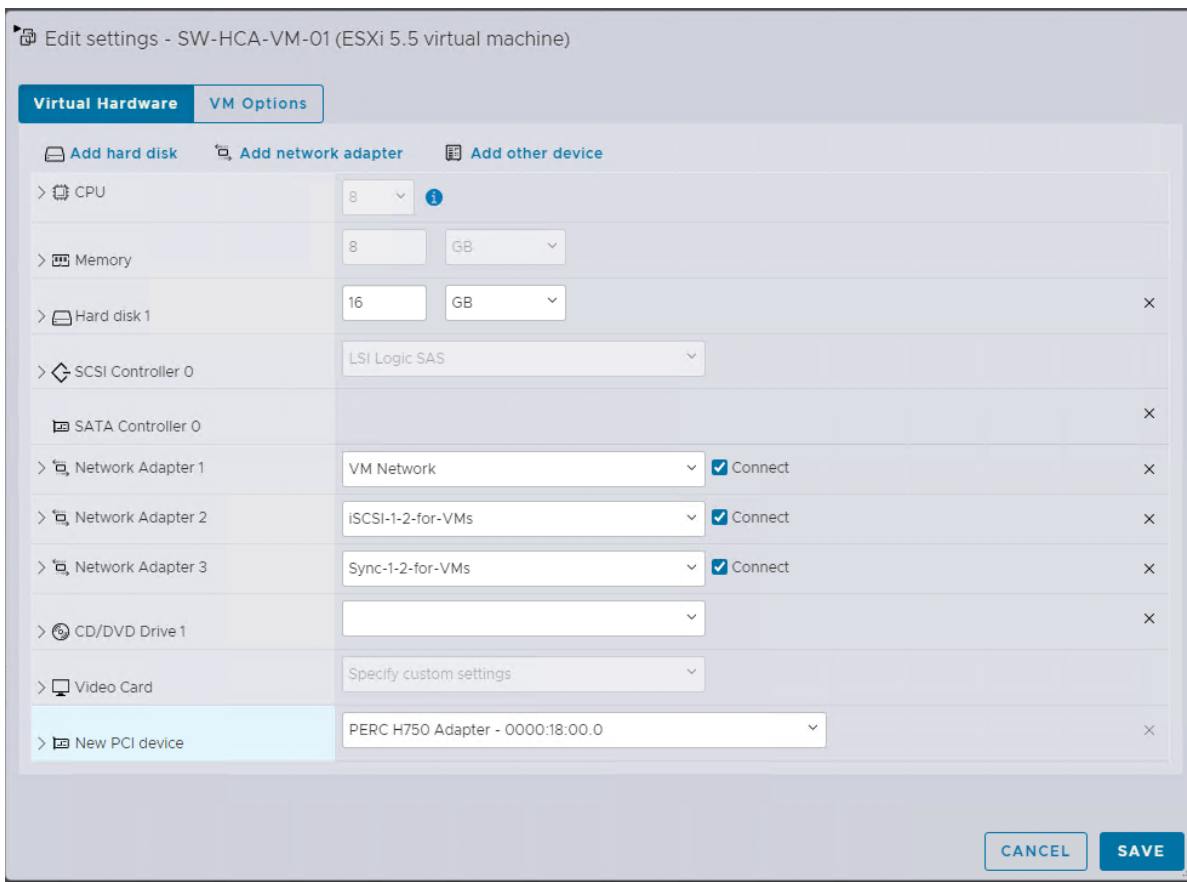 Edit settings - SW-HCA-VM-01 (ESXi 5.5 virtual machine)
Virtual Hardware VM Options
Add hard disk Add network adapter Add other device
CPU 8
Memory 8 GB
Hard disk 1 16 GB
SCSI Controller 0 LSI Logic SAS
SATA Controller 0
Network Adapter 1 VM Network Connect
Network Adapter 2 iSCSI-1-2-for-VMs Connect
Network Adapter 3 Sync-1-2-for-VMs Connect
CD/DVD Drive 1
Video Card Specify custom settings
New PCI device PERC H750 Adapter - 0000:18:00.0
CANCEL SAVE